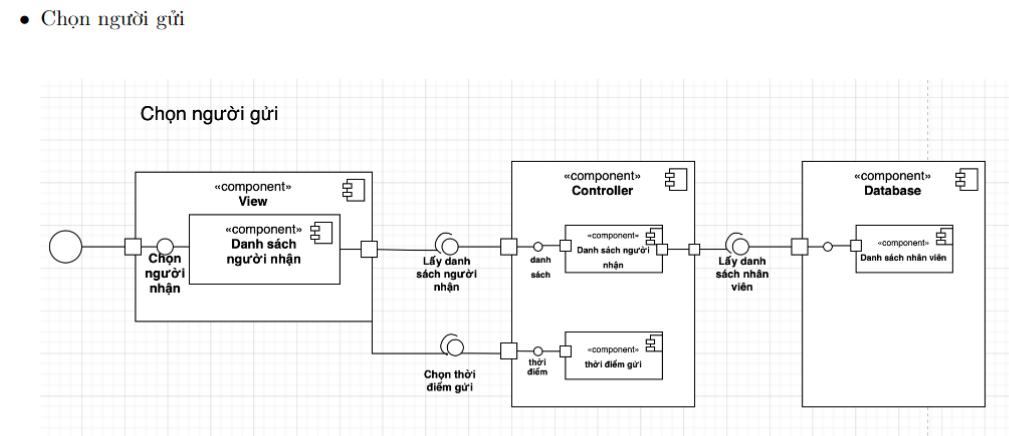 • Chọn người gửi
Chọn người gửi
«component»
View
«component»
Danh sách
người nhận
Chọn
người
nhận
Lấy danh
sách người
nhận
Chọn thời
điểm gửi
«component»
Controller
danh
sách
«component»
Danh sách người
nhận
thời
điểm
«component»
thời điểm gửi
Lấy danh
sách nhân
viên
«component»
Database
«component»
Danh sách nhân viên